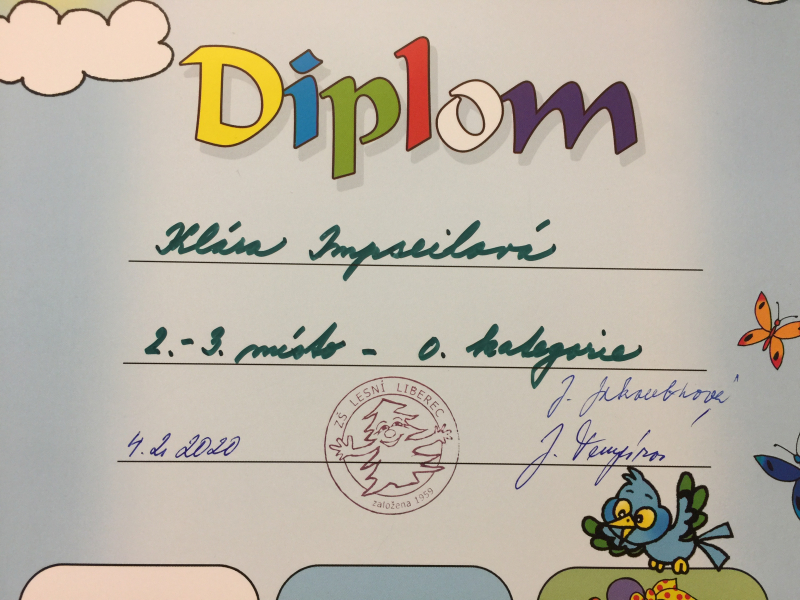 Diplom
Klára Impseilová
2.-3. místo - 0. kategorie
ZŠ LESNÍ LIBEREC
založena 1959
4.2. 2020
J. Jakoubková
J.